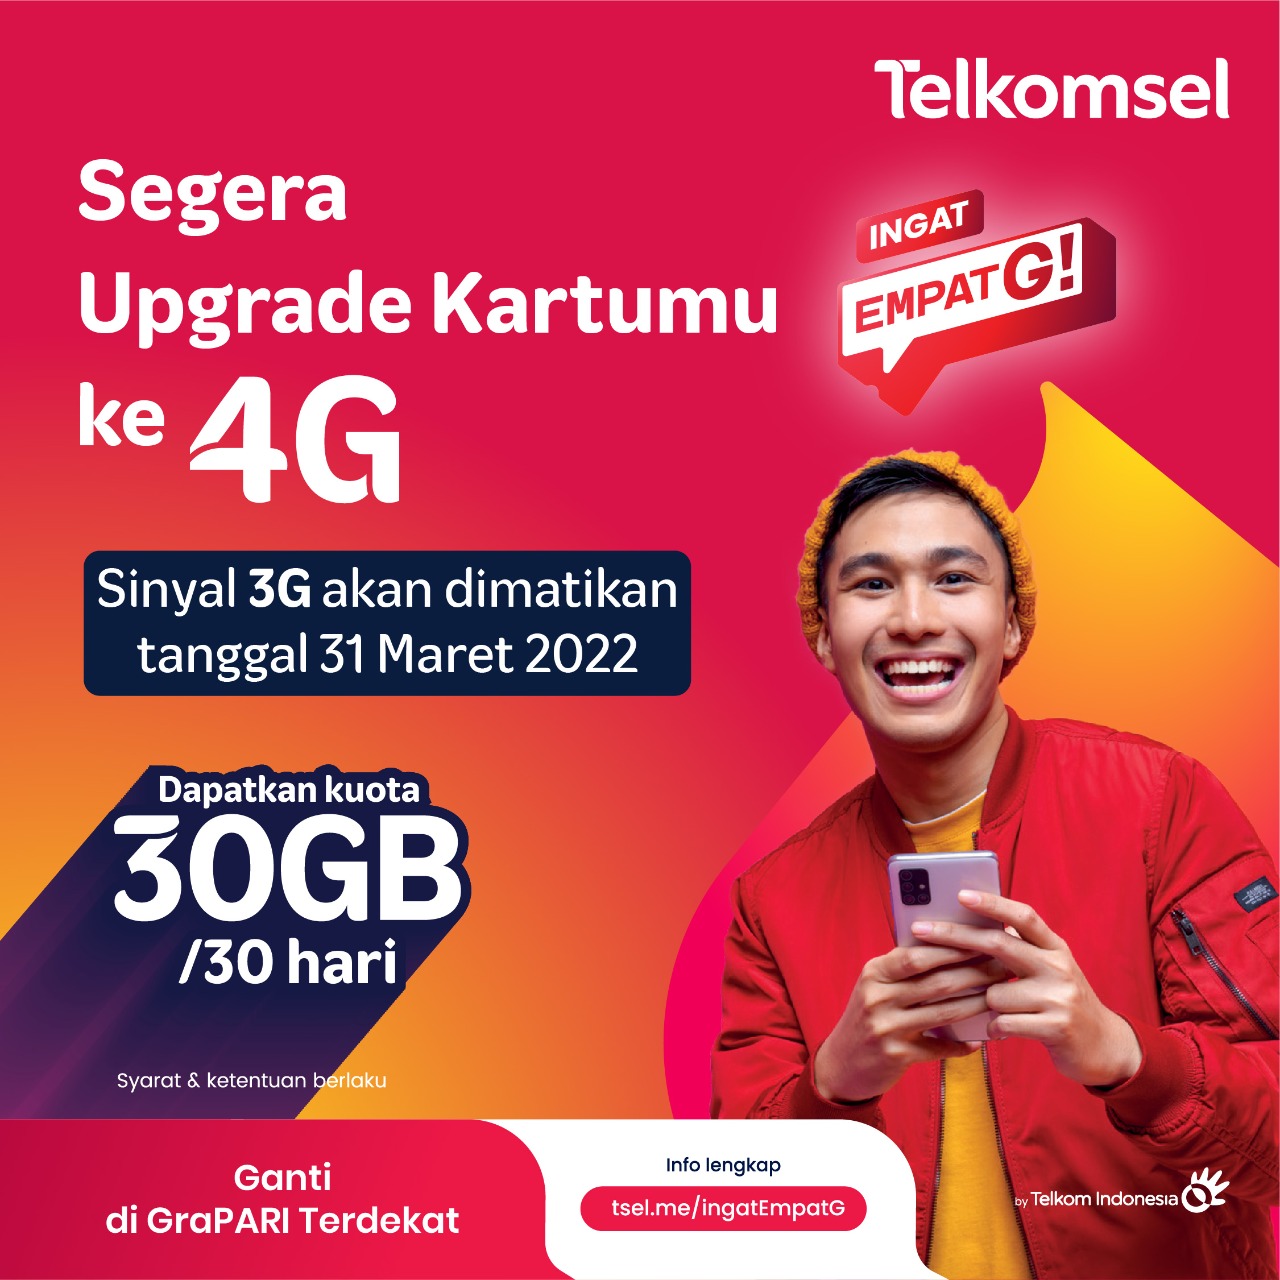 Telkomsel
Segera
Upgrade Kartumu
ke 4G
INGAT
EMPATG!
Sinyal 3G akan dimatikan
tanggal 31 Maret 2022
Dapatkan kuota
30GB
/30 hari
Syarat & ketentuan berlaku
Ganti
di GraPARI Terdekat
Info lengkap
tsel.me/ingatEmpatG
by Telkom Indonesia